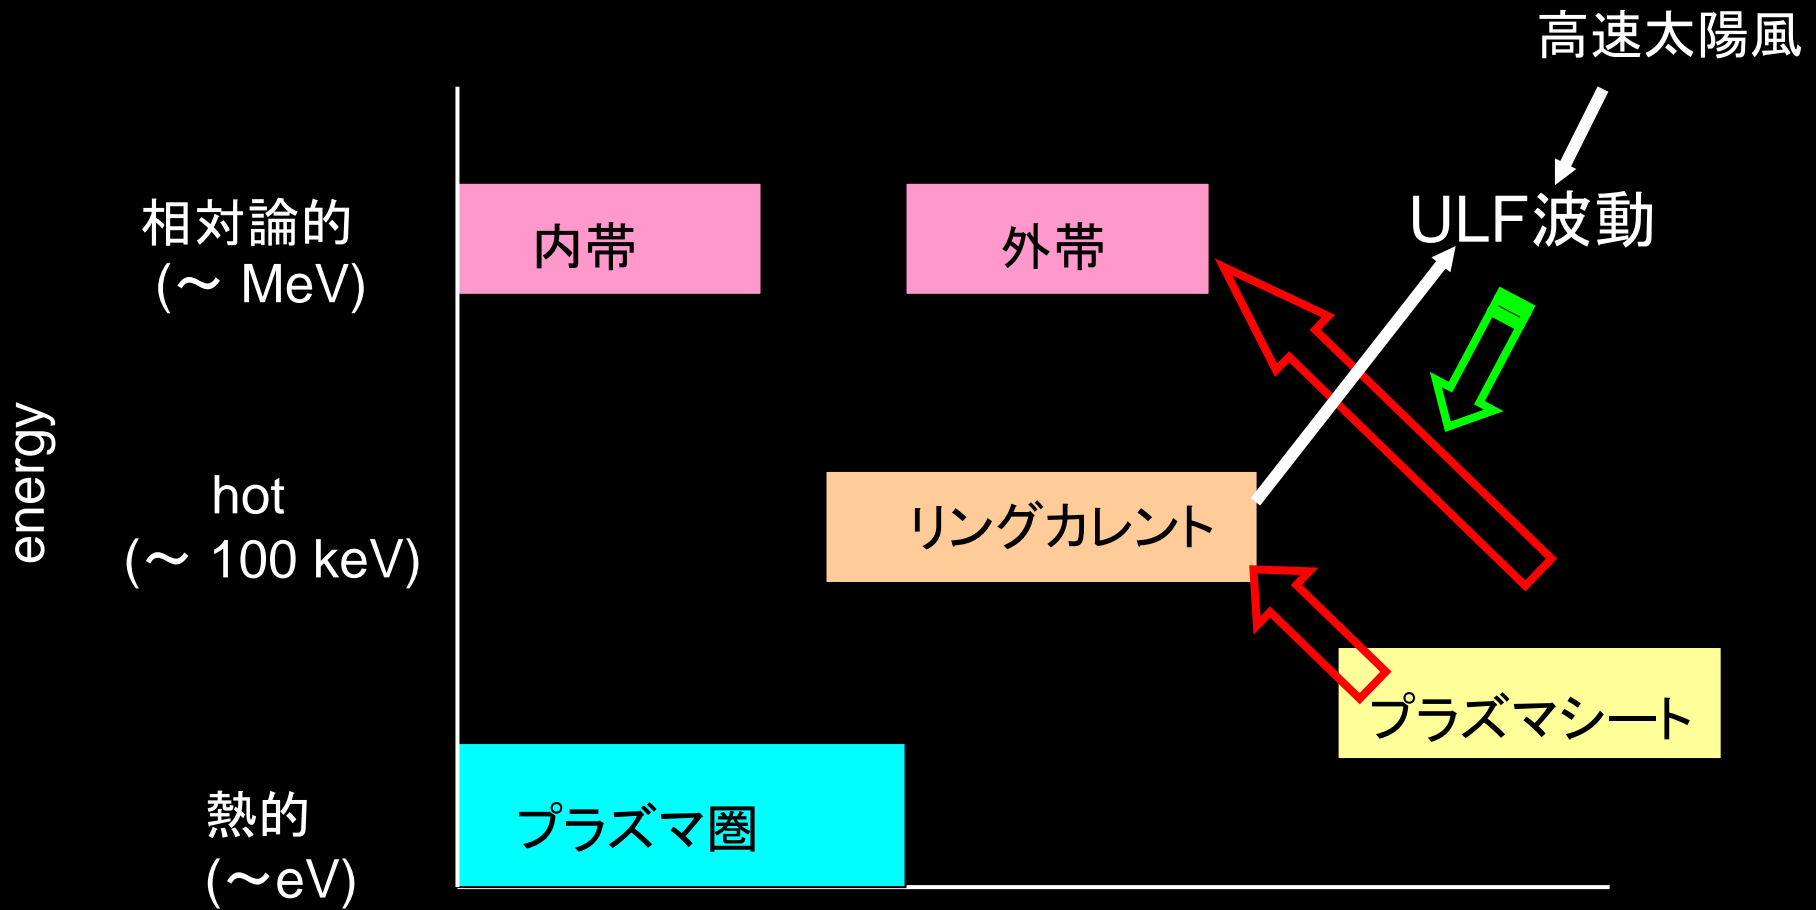 高速太陽風
相対論的
(～ MeV)
内帯
外帯
ULF波動
energy
hot
(～ 100 keV)
リングカレント
プラズマシート
熱的
(～eV)
プラズマ圏